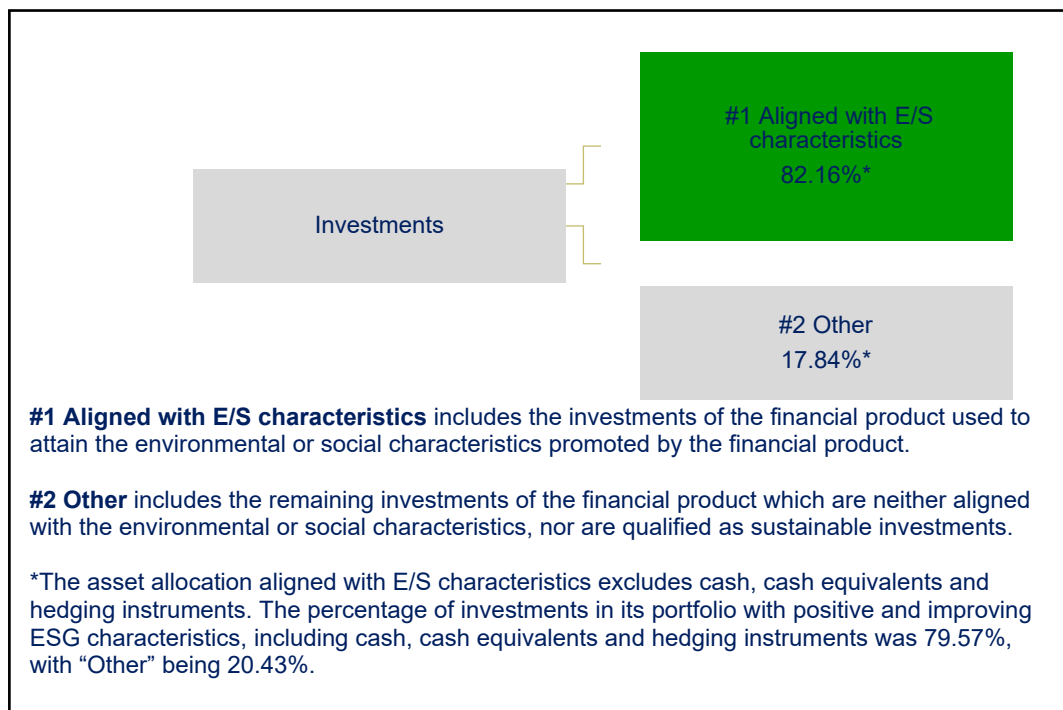 #1 Aligned with E/S
characteristics
82.16%*
Investments
#2 Other
17.84%*
#1 Aligned with E/S characteristics includes the investments of the financial product used to
attain the environmental or social characteristics promoted by the financial product.
#2 Other includes the remaining investments of the financial product which are neither aligned
with the environmental or social characteristics, nor are qualified as sustainable investments.
*The asset allocation aligned with E/S characteristics excludes cash, cash equivalents and
hedging instruments. The percentage of investments in its portfolio with positive and improving
ESG characteristics, including cash, cash equivalents and hedging instruments was 79.57%,
with “Other” being 20.43%.